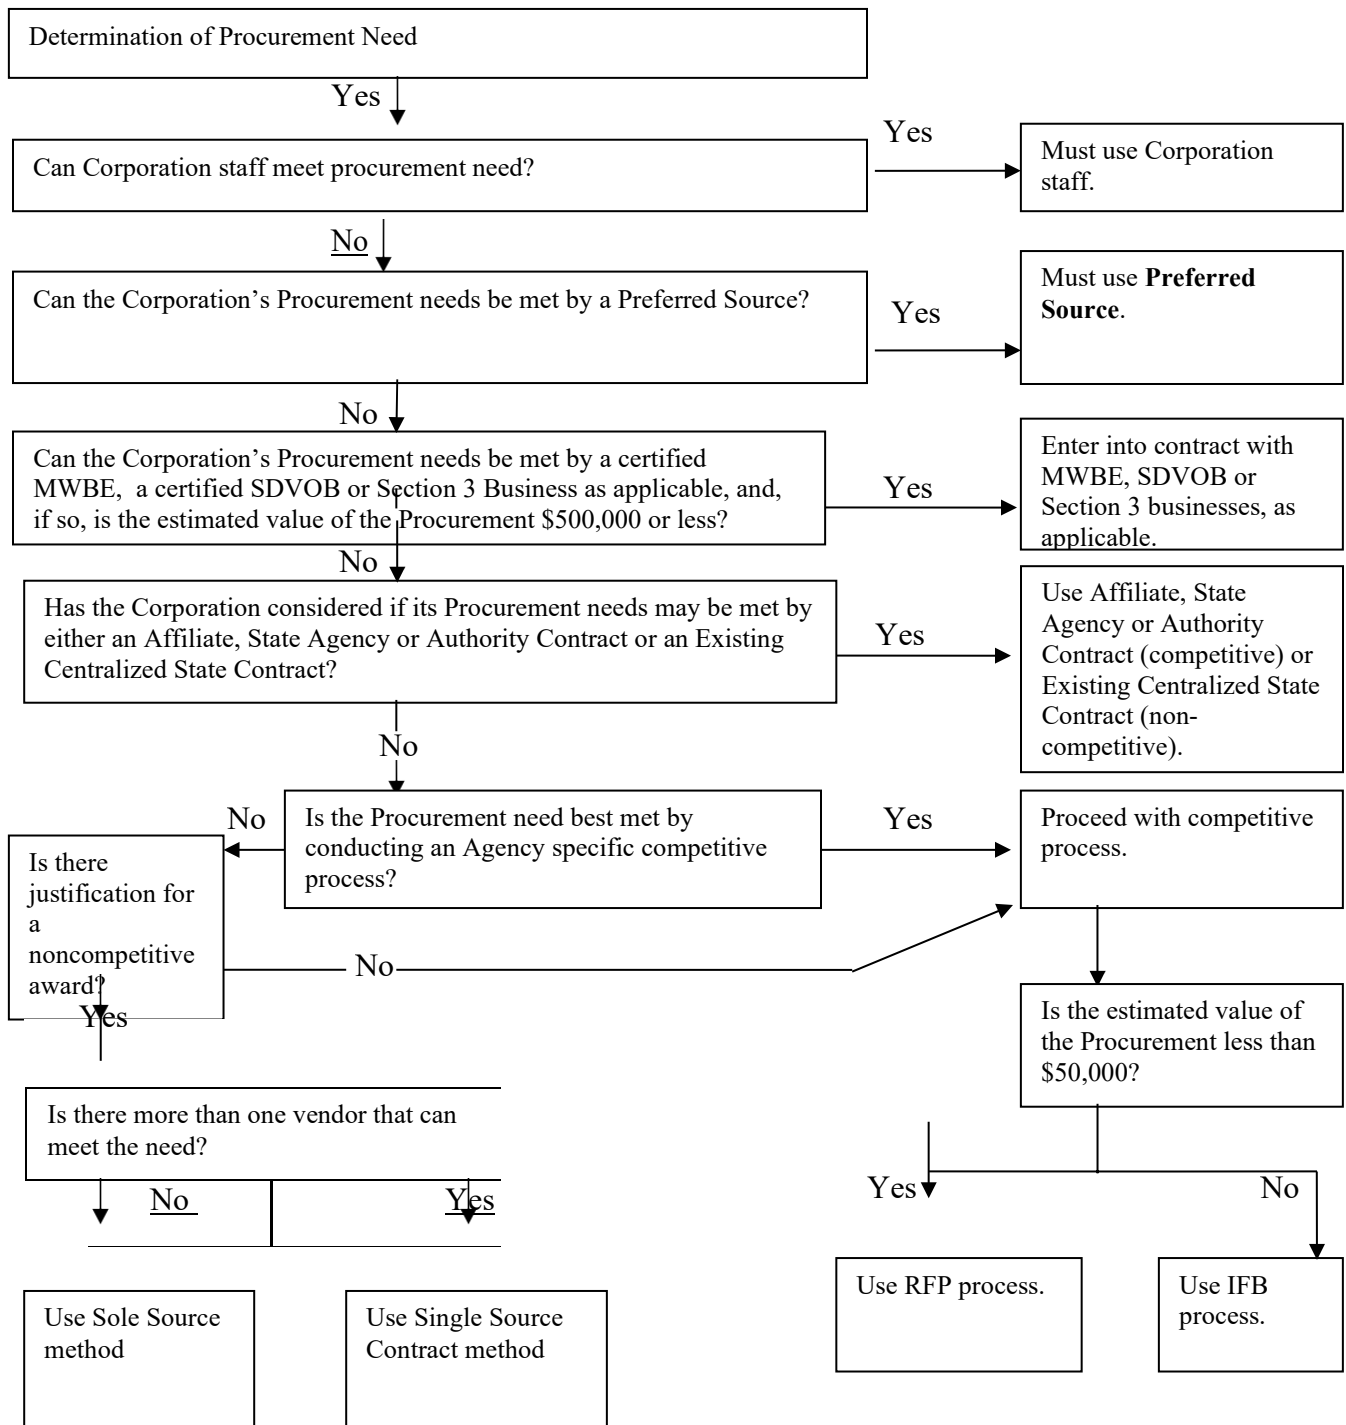 Determination of Procurement Need
Yes
Can Corporation staff meet procurement need?
Yes
Must use Corporation
staff.
No
Can the Corporation’s Procurement needs be met by a Preferred Source?
Yes
Must use Preferred
Source.
No
Can the Corporation’s Procurement needs be met by a certified
MWBE,  a certified SDVOB or Section 3 Business as applicable, and,
if so, is the estimated value of the Procurement $500,000 or less?
Yes
Enter into contract with
MWBE, SDVOB or
Section 3 businesses, as
applicable.
No
Has the Corporation considered if its Procurement needs may be met by
either an Affiliate, State Agency or Authority Contract or an Existing
Centralized State Contract?
Yes
Use Affiliate, State
Agency or Authority
Contract (competitive) or
Existing Centralized State
Contract (non-
competitive).
No
Is the Procurement need best met by
conducting an Agency specific competitive
process?
No
Yes
Proceed with competitive
process.
Is there
justification for
a
noncompetitive
award?
No
Yes
Is the estimated value of
the Procurement less than
$50,000?
Is there more than one vendor that can
meet the need?
No
Yes
Yes
No
Use RFP process.
Use IFB
process.
Use Sole Source
method
Use Single Source
Contract method